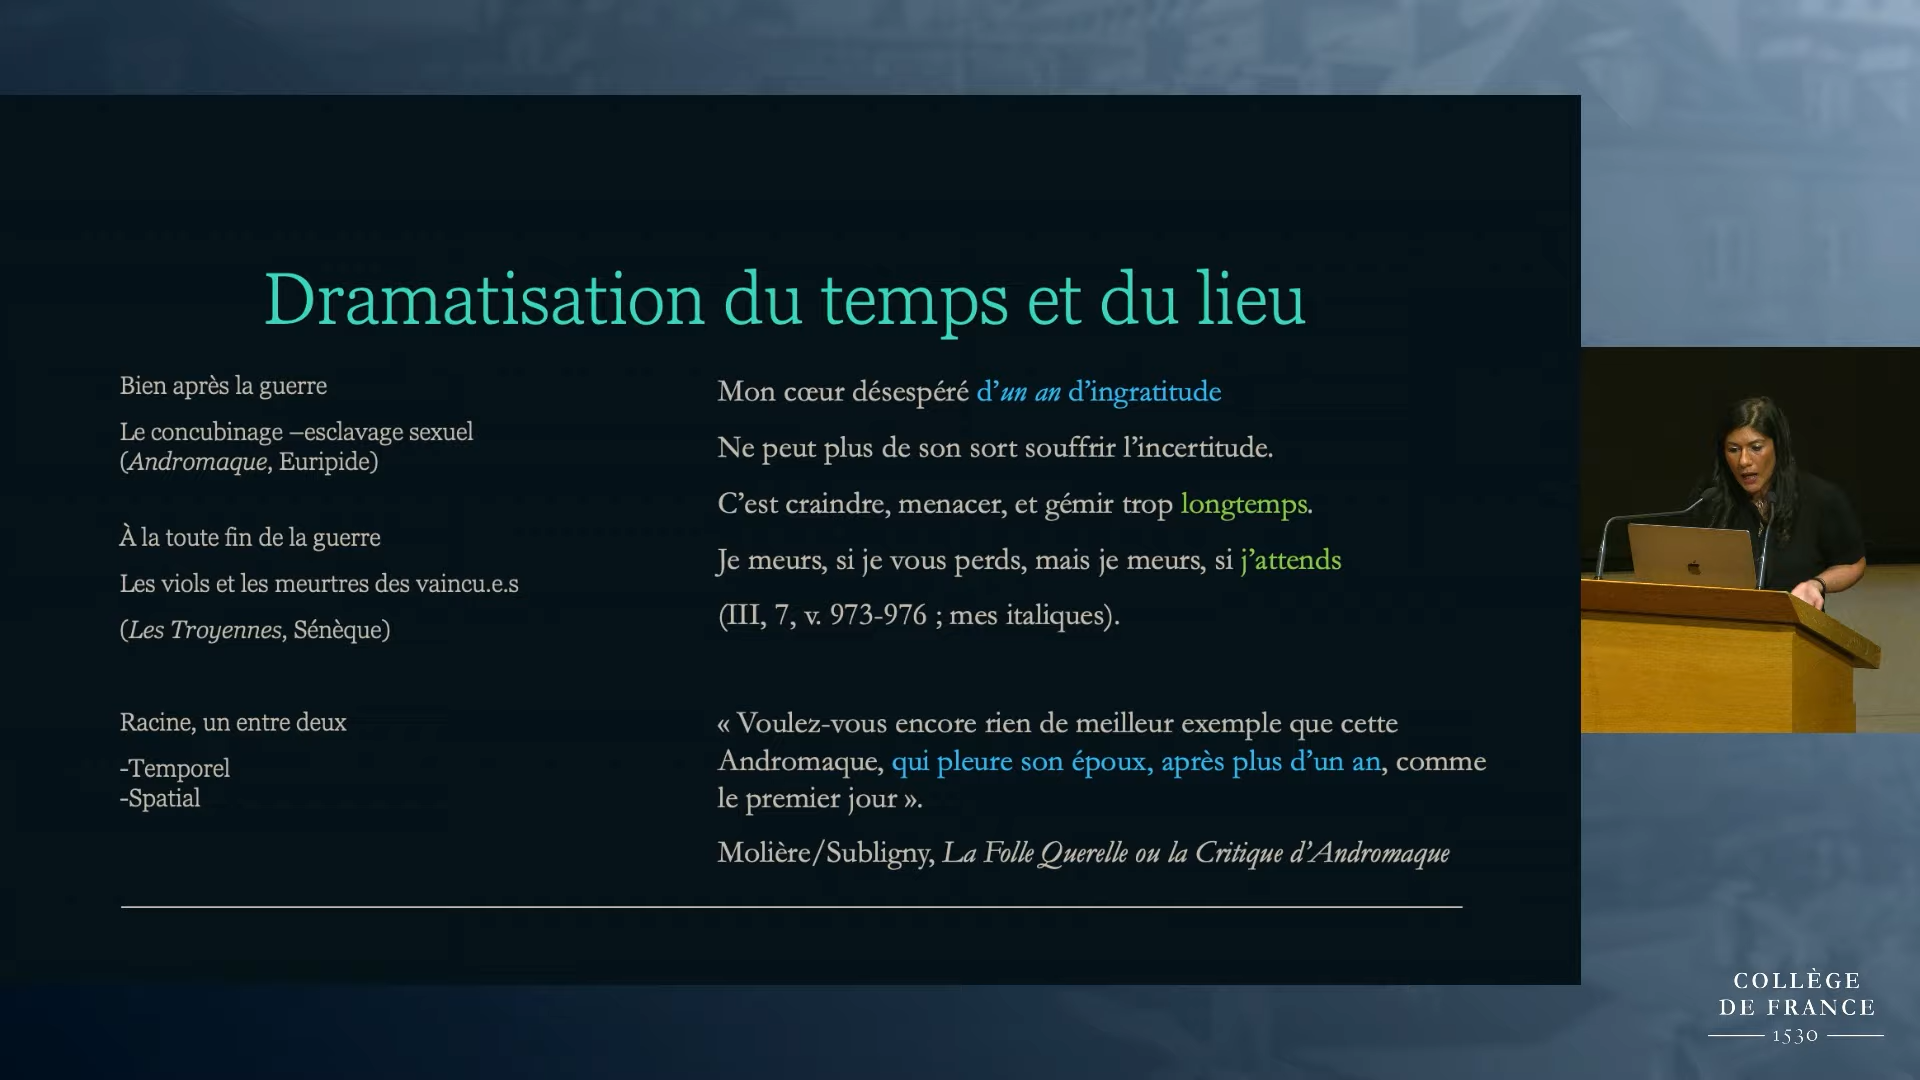 Dramatisation du temps et du lieu
Bien après la guerre
Le concubinage –esclavage sexuel
(Andromaque, Euripide)
À la toute fin de la guerre
Les viols et les meurtres des vaincu.e.s
(Les Troyennes, Sénèque)
Racine, un entre deux
-Temporel
-Spatial
Mon cœur désespéré d’un an d’ingratitude
Ne peut plus de son sort souffrir l’incertitude.
C’est craindre, menacer, et gémir trop longtemps.
Je meurs, si je vous perds, mais je meurs, si j’attends
(III, 7, v. 973-976 ; mes italiques).
« Voulez-vous encore rien de meilleur exemple que cette
Andromaque, qui pleure son époux, après plus d’un an, comme
le premier jour ».
Molière/Subligny, La Folle Querelle ou la Critique d’Andromaque
COLLÈGE
DE FRANCE
1530